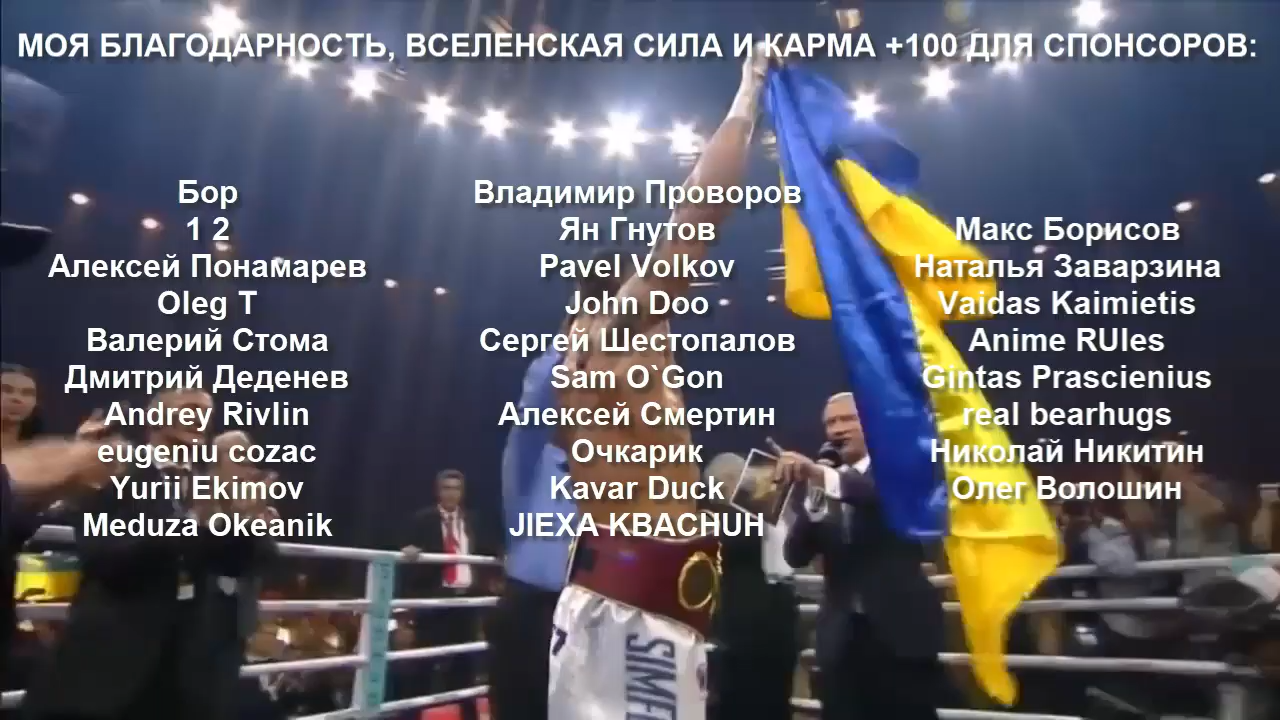 МОЯ БЛАГОДАРНОСТЬ, ВСЕЛЕНСКАЯ СИЛА И КАРМА +100 ДЛЯ СПОНСОРОВ:
Бор
1 2
Алексей Понамарев
Oleg T
Валерий Стома
Дмитрий Деденев
Andrey Rivlin
eugeniu cozac
Yurii Ekimov
Meduza Okeanik
Владимир Проворов
Ян Гнутов
Pavel Volkov
John Doo
Сергей Шестопалов
Sam O`Gon
Алексей Смертин
Очкарик
Kavar Duck
JIEXA KBACHUH
Макс Борисов
Наталья Заварзина
Vaidas Kaimietis
Anime RUles
Gintas Prascienius
real bearhugs
Николай Никитин
Олег Волошин